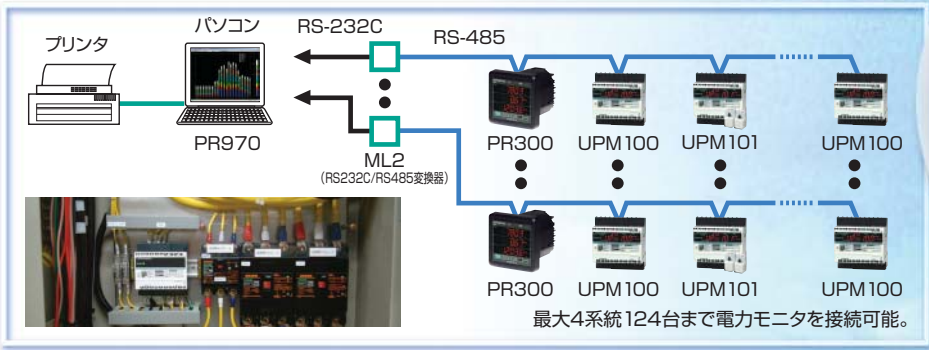 プリンタ
パソコン
RS-232C
RS-485
PR970
ML2
（RS232C/RS485変換器）
PR300 UPM100 UPM101 UPM100
PR300 UPM100 UPM101 UPM100
最大4系統124台まで電力モニタを接続可能。